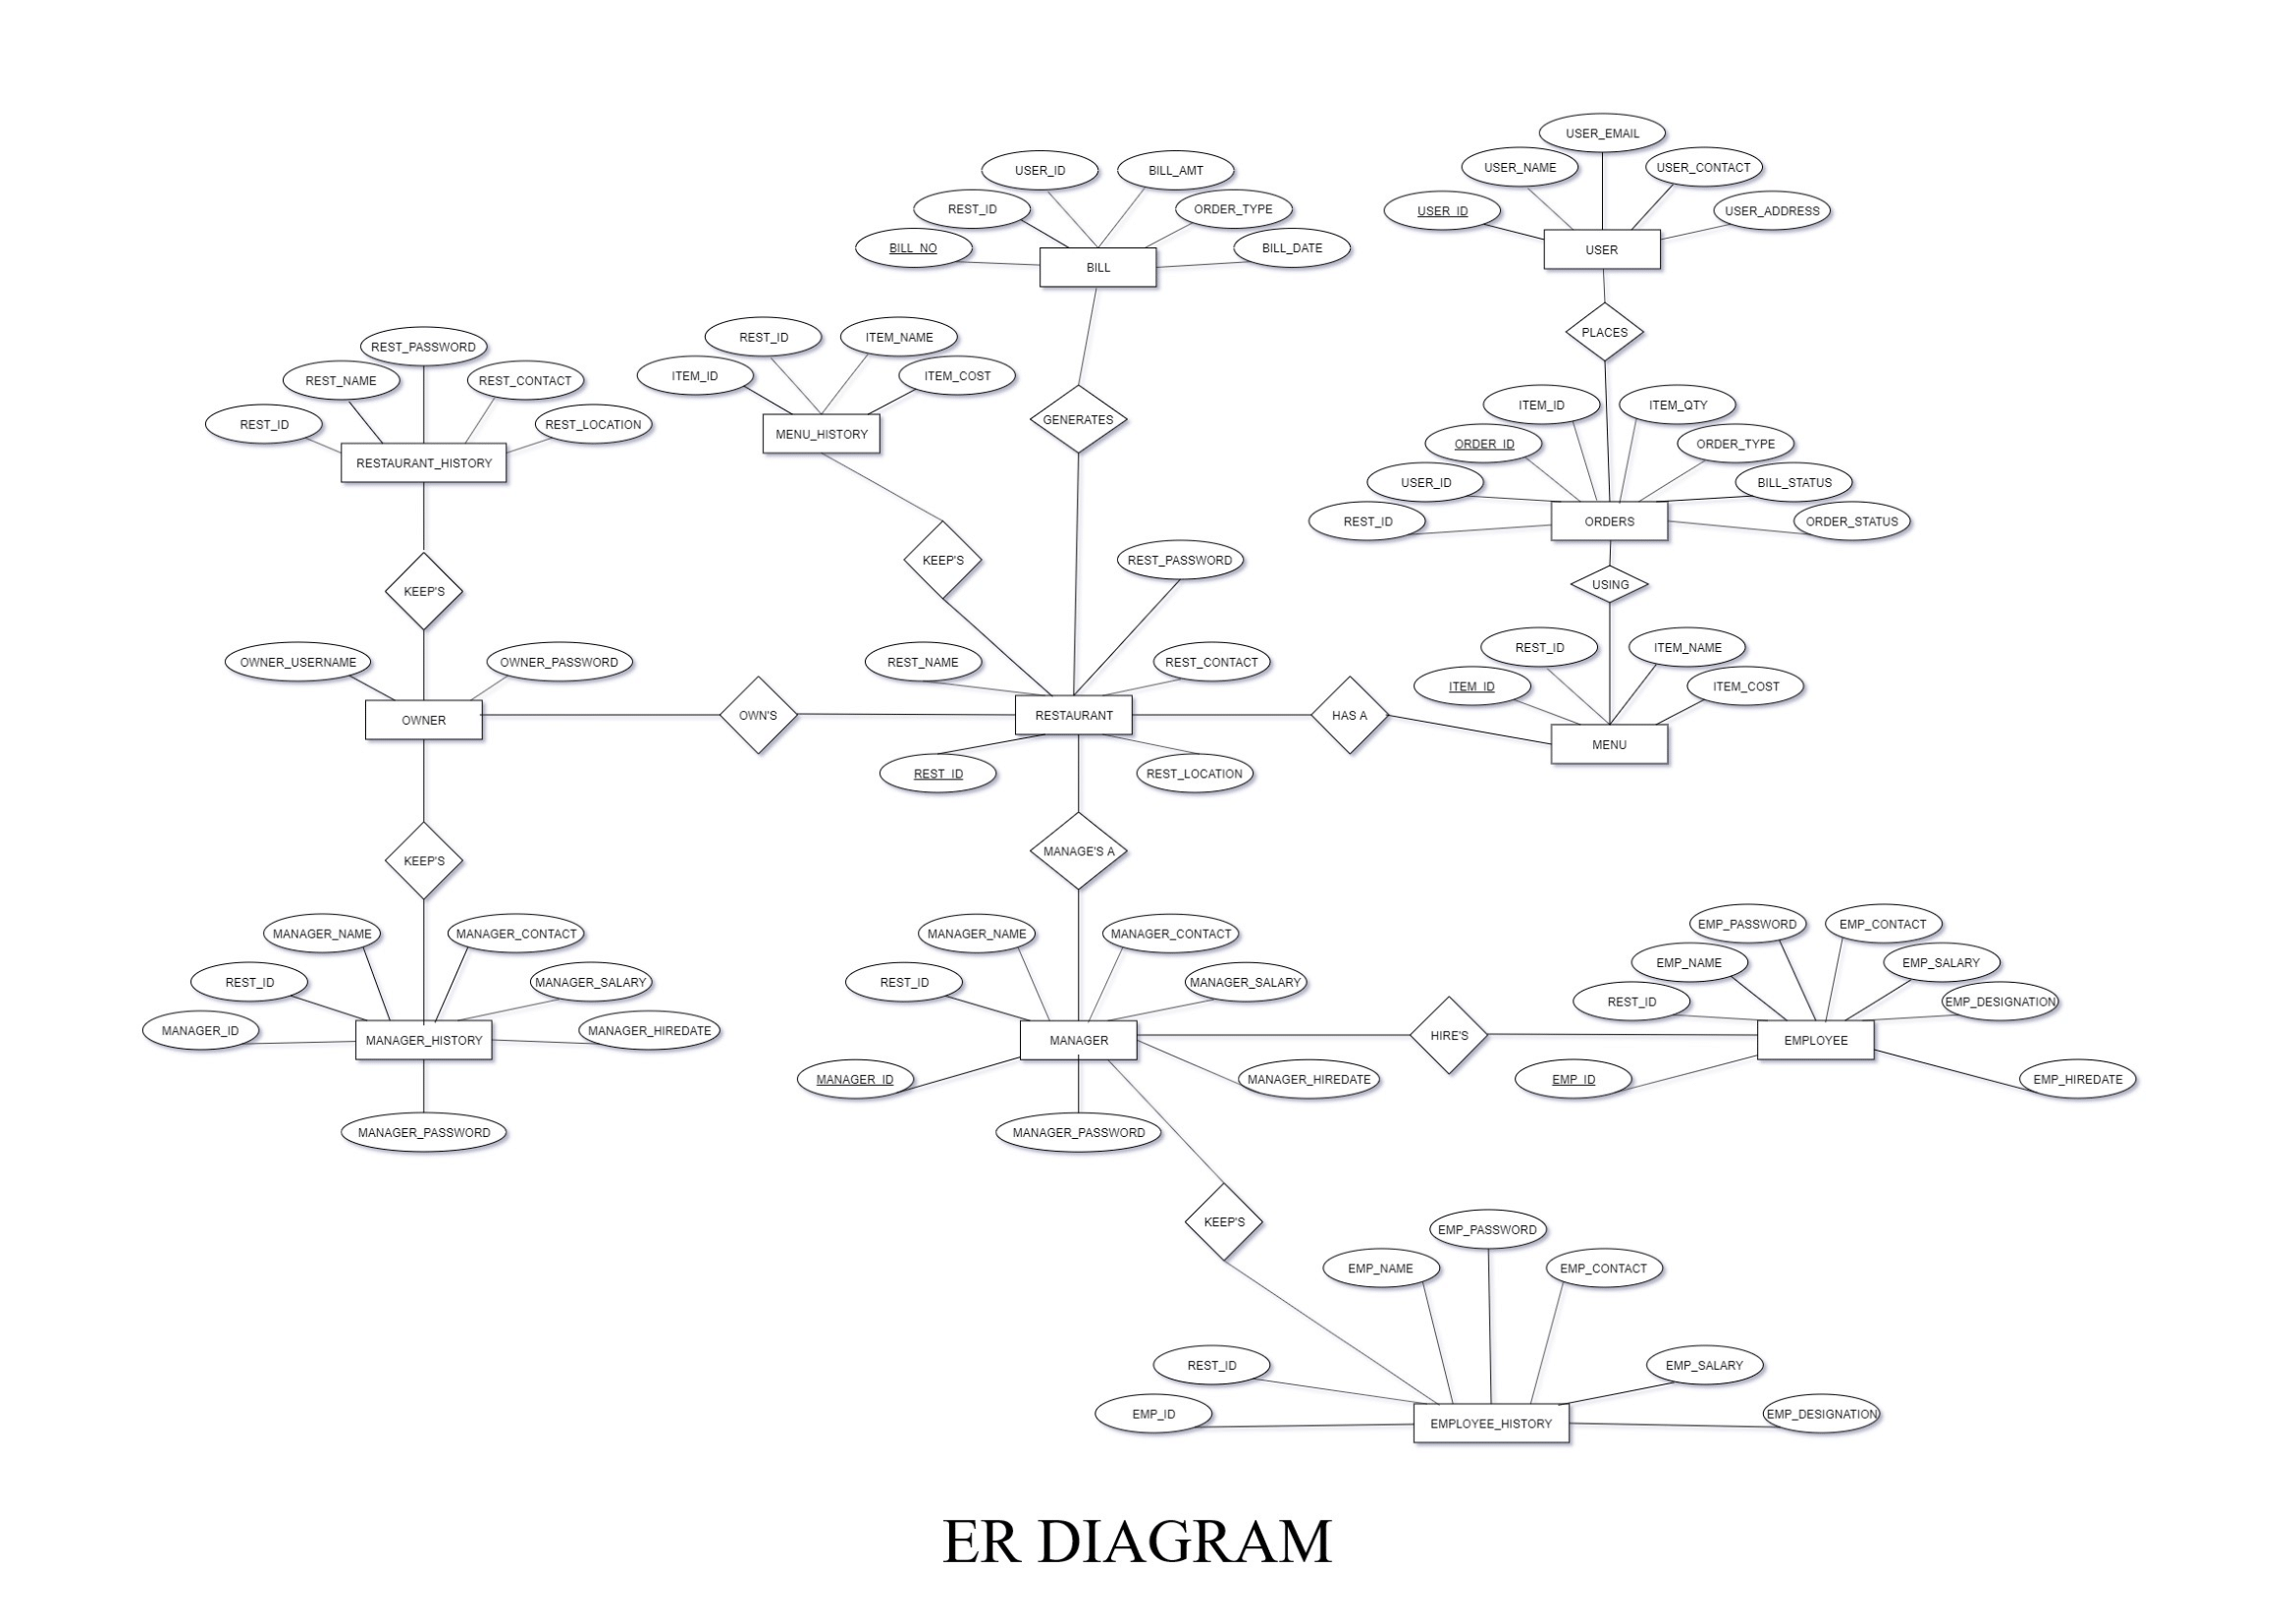 USER_EMAIL
USER_NAME
USER_CONTACT
USER_ID
USER_ADDRESS
USER
USER_ID
BILL_AMT
REST_ID
ORDER_TYPE
BILL_NO
BILL_DATE
BILL
PLACES
REST_ID
ITEM_NAME
ITEM_ID
ITEM_COST
MENU_HISTORY
REST_PASSWORD
REST_NAME
REST_CONTACT
REST_ID
REST_LOCATION
RESTAURANT_HISTORY
GENERATES
ITEM_ID
ITEM_QTY
ORDER_ID
ORDER_TYPE
USER_ID
BILL_STATUS
REST_ID
ORDERS
ORDER_STATUS
KEEP'S
KEEP'S
REST_PASSWORD
USING
OWNER_USERNAME
OWNER_PASSWORD
OWNER
OWN'S
REST_NAME
REST_CONTACT
RESTAURANT
REST_ID
REST_LOCATION
HAS A
REST_ID
ITEM_NAME
ITEM_ID
ITEM_COST
MENU
KEEP'S
MANAGE'S A
MANAGER_NAME
MANAGER_CONTACT
REST_ID
MANAGER_SALARY
MANAGER_ID
MANAGER_HIREDATE
MANAGER_HISTORY
MANAGER_PASSWORD
MANAGER_NAME
MANAGER_CONTACT
REST_ID
MANAGER_SALARY
MANAGER
MANAGER_ID
MANAGER_HIREDATE
MANAGER_PASSWORD
HIRE'S
EMP_PASSWORD
EMP_CONTACT
EMP_NAME
EMP_SALARY
REST_ID
EMP_DESIGNATION
EMPLOYEE
EMP_ID
EMP_HIREDATE
KEEP'S
EMP_PASSWORD
EMP_NAME
EMP_CONTACT
REST_ID
EMP_SALARY
EMP_ID
EMP_DESIGNATION
EMPLOYEE_HISTORY
ER DIAGRAM